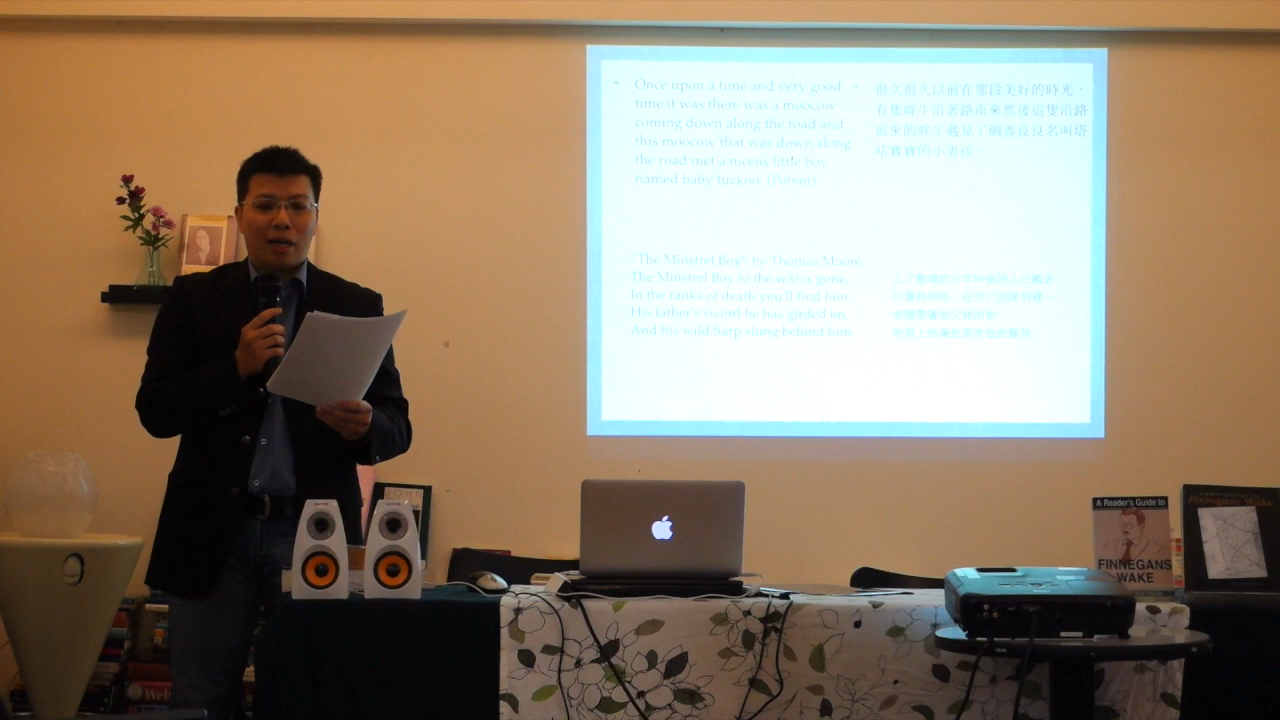 Once upon a time and very good
time it was there was a moocow
coming down along the road and
this moocow that was down along
the road met a nicens little boy
named baby tuckoo. (Potrait)
很久很久以前在那段美好的時光，
有隻哞牛沿著路而來然後這隻沿路
而來的哞牛遇見了個善良良名叫塔
咕寶寶的小男孩。
"The Minstrel Boy" by Thomas Moore
The Minstrel Boy to the war is gone,
In the ranks of death you'll find him,
His father's sword he has girded on,
And his wild harp slung behind him
JOHN
A Reader's Guide to
FINNEGANS
WAKE
Finnegans Wake